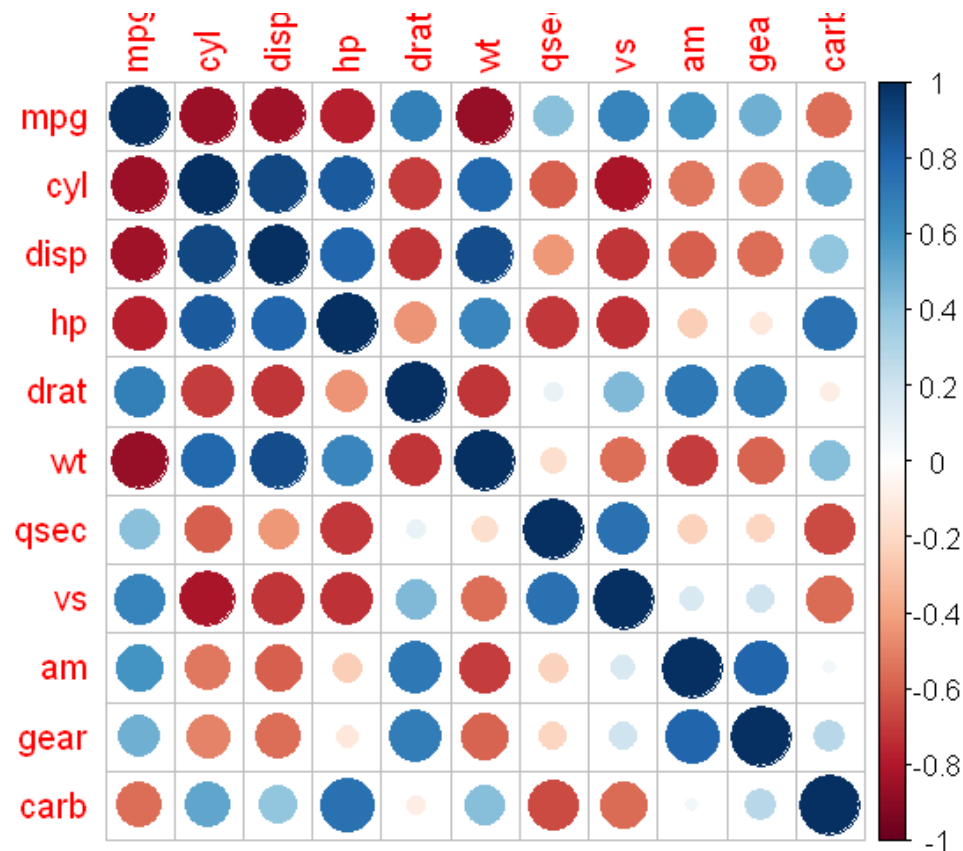 mpg
cyl
disp
hp
drat
wt
qsec
vs
am
gea
carb
mpg
cyl
disp
hp
drat
wt
qsec
vs
am
gear
carb
1
0.8
0.6
0.4
0.2
0
-0.2
-0.4
-0.6
-0.8
-1